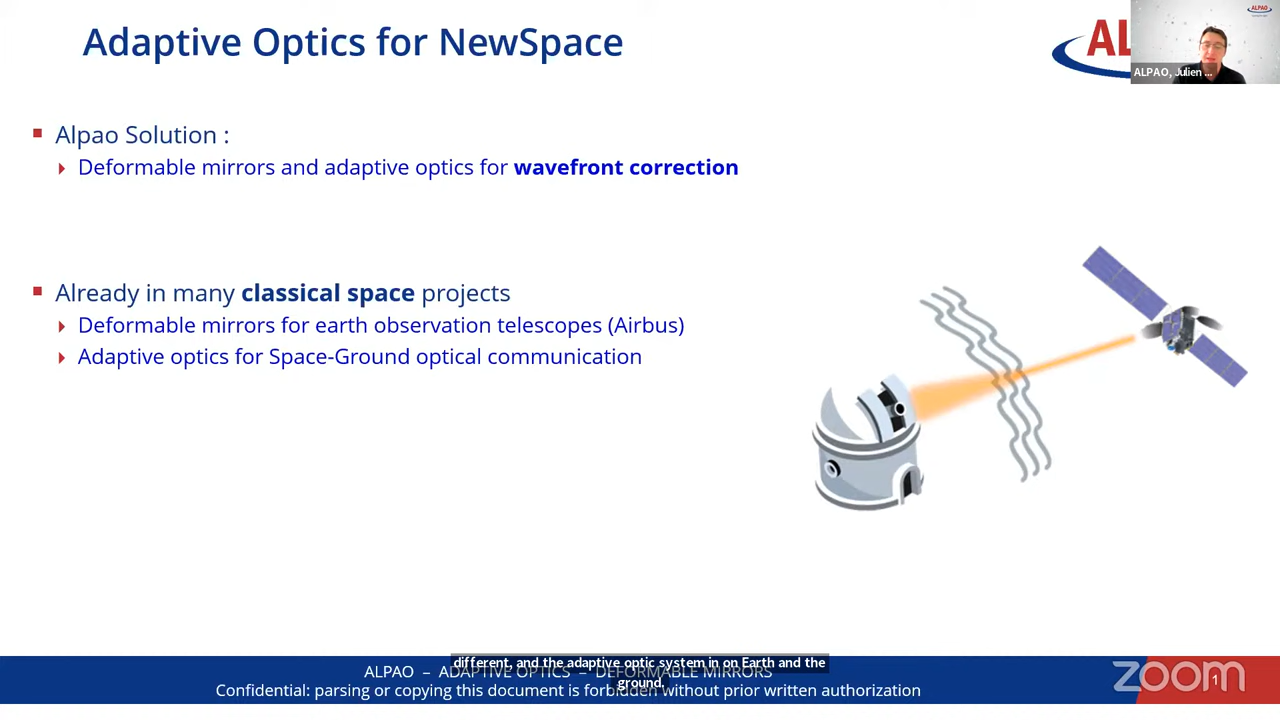 Adaptive Optics for NewSpace
AL
ALPAO
ALPAO, Julien ...
Alpao Solution :
Deformable mirrors and adaptive optics for wavefront correction
Already in many classical space projects
Deformable mirrors for earth observation telescopes (Airbus)
Adaptive optics for Space-Ground optical communication
different, and the adaptive optic system in on Earth and the
ground.
ALPAO – ADAPTIVE OPTICS – DEFORMABLE MIRRORS
Confidential: parsing or copying this document is forbidden without prior written authorization
zoom
1